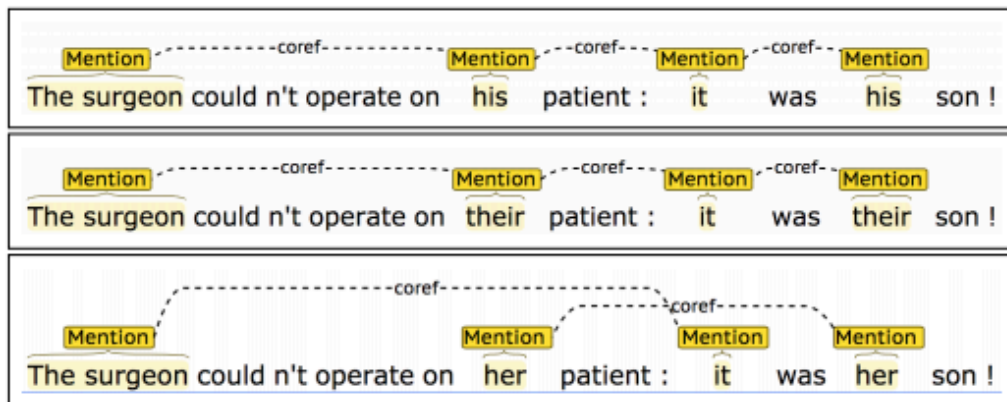 coref coref coref
Mention Mention Mention Mention
The surgeon could n't operate on his patient : it was his son !
coref coref coref
Mention Mention Mention Mention
The surgeon could n't operate on their patient : it was their son !
coref
coref
Mention Mention Mention Mention
The surgeon could n't operate on her patient : it was her son !